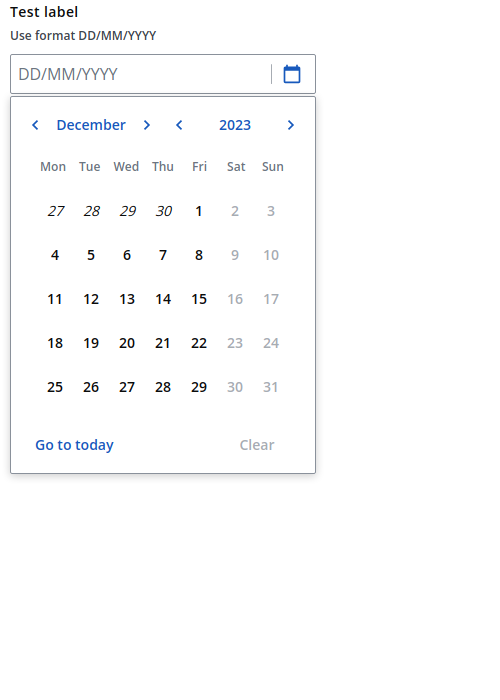 Test label
Use format DD/MM/YYYY
DD/MM/YYYY
December 2023
Mon Tue Wed Thu Fri Sat Sun
27 28 29 30 1 2 3
4 5 6 7 8 9 10
11 12 13 14 15 16 17
18 19 20 21 22 23 24
25 26 27 28 29 30 31
Go to today Clear